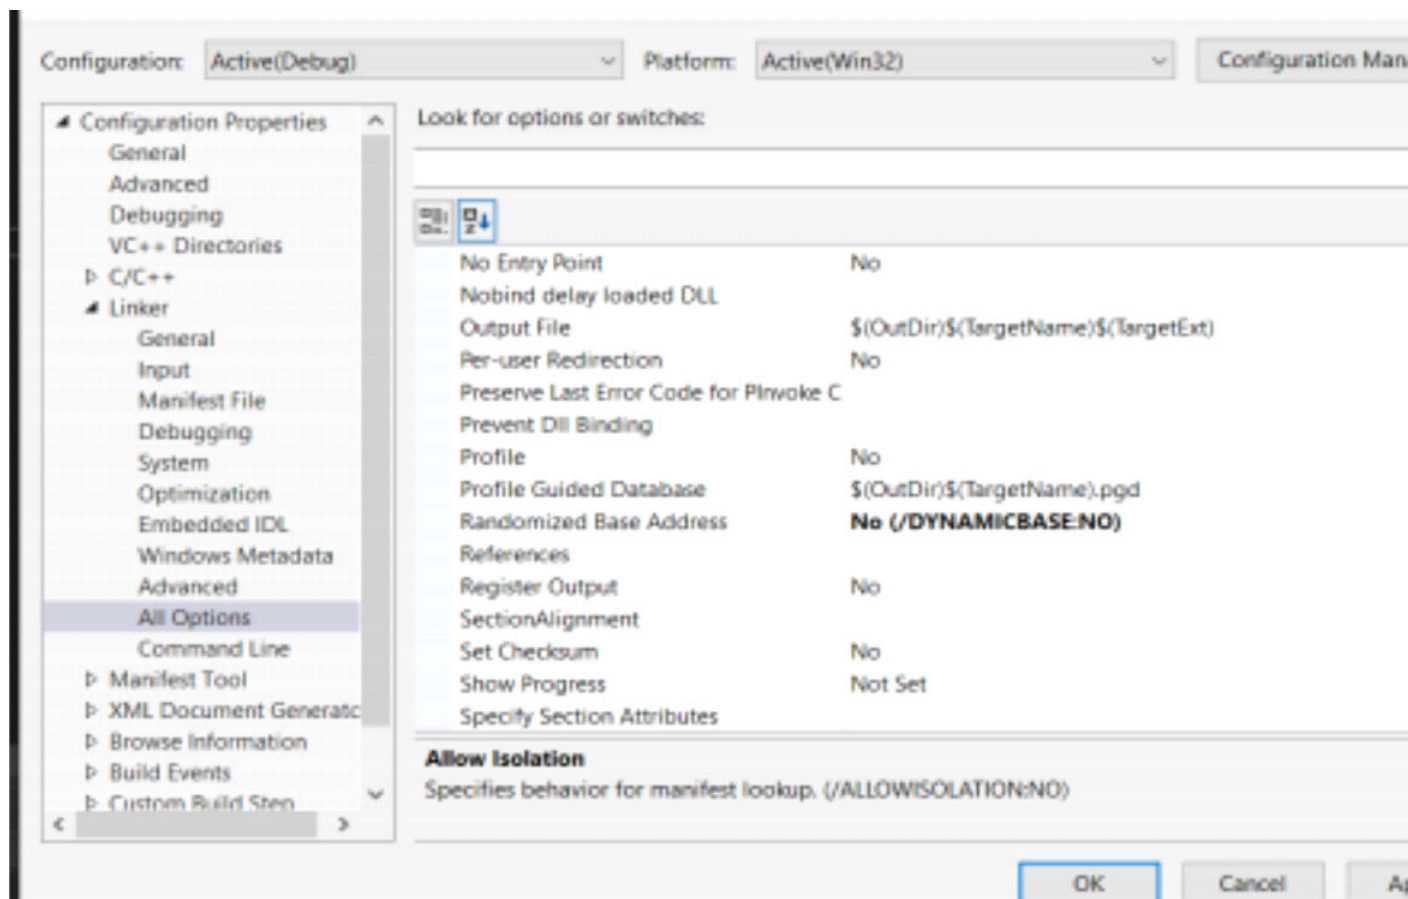 Configuration: Active(Debug) Platform: Active(Win32) Configuration Man
Configuration Properties
General
Advanced
Debugging
VC++ Directories
C/C++
Linker
General
Input
Manifest File
Debugging
System
Optimization
Embedded IDL
Windows Metadata
Advanced
All Options
Command Line
Manifest Tool
XML Document Generatc
Browse Information
Build Events
Custom Build Step
Look for options or switches:
No Entry Point No
Nobind delay loaded DLL
Output File $(OutDir)$(TargetName)$(TargetExt)
Per-user Redirection No
Preserve Last Error Code for PInvoke C
Prevent Dll Binding
Profile No
Profile Guided Database $(OutDir)$(TargetName).pgd
Randomized Base Address No (/DYNAMICBASE:NO)
References
Register Output No
SectionAlignment
Set Checksum No
Show Progress Not Set
Specify Section Attributes
Allow Isolation
Specifies behavior for manifest lookup. (/ALLOWISOLATION:NO)
OK Cancel Ap